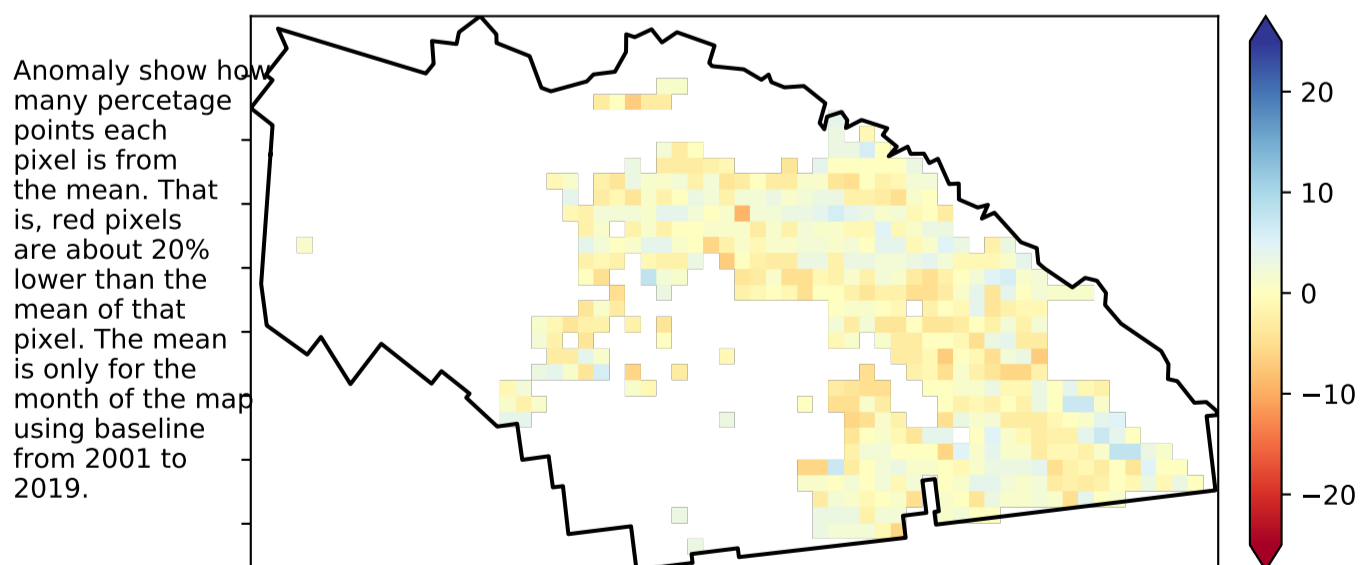 Anomaly show how
many percetage
points each
pixel is from
the mean. That
is, red pixels
are about 20%
lower than the
mean of that
pixel. The mean
is only for the
month of the map
using baseline
from 2001 to
2019.
20
10
0
−10
−20